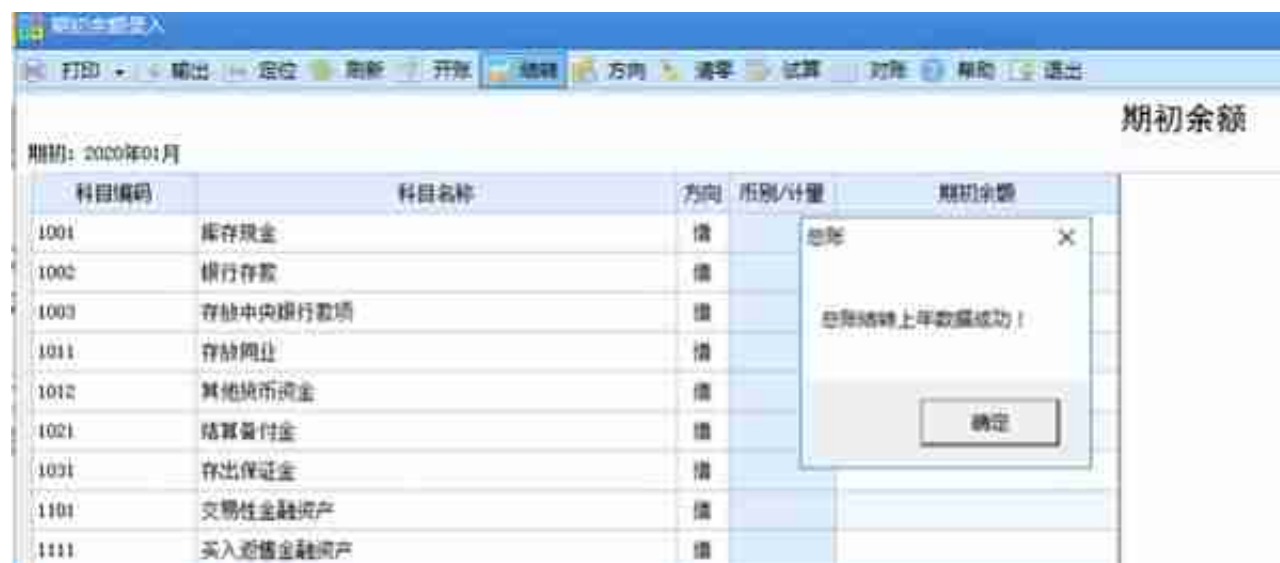 期初余额录入
打印 输出 定位 刷新 开账 结转 方向 清零 试算 对账 帮助 退出
期初余额
期初：2020年01月
科目编码 科目名称 方向 币别/计量 期初余额
1001 库存现金 借
1002 银行存款 借
1003 存放中央银行款项 借
1011 存放同业 借
1012 其他货币资金 借
1021 结算备付金 借
1031 存出保证金 借
1101 交易性金融资产 借
1111 买入返售金融资产 借
总账
总账结转上年数据成功！
确定